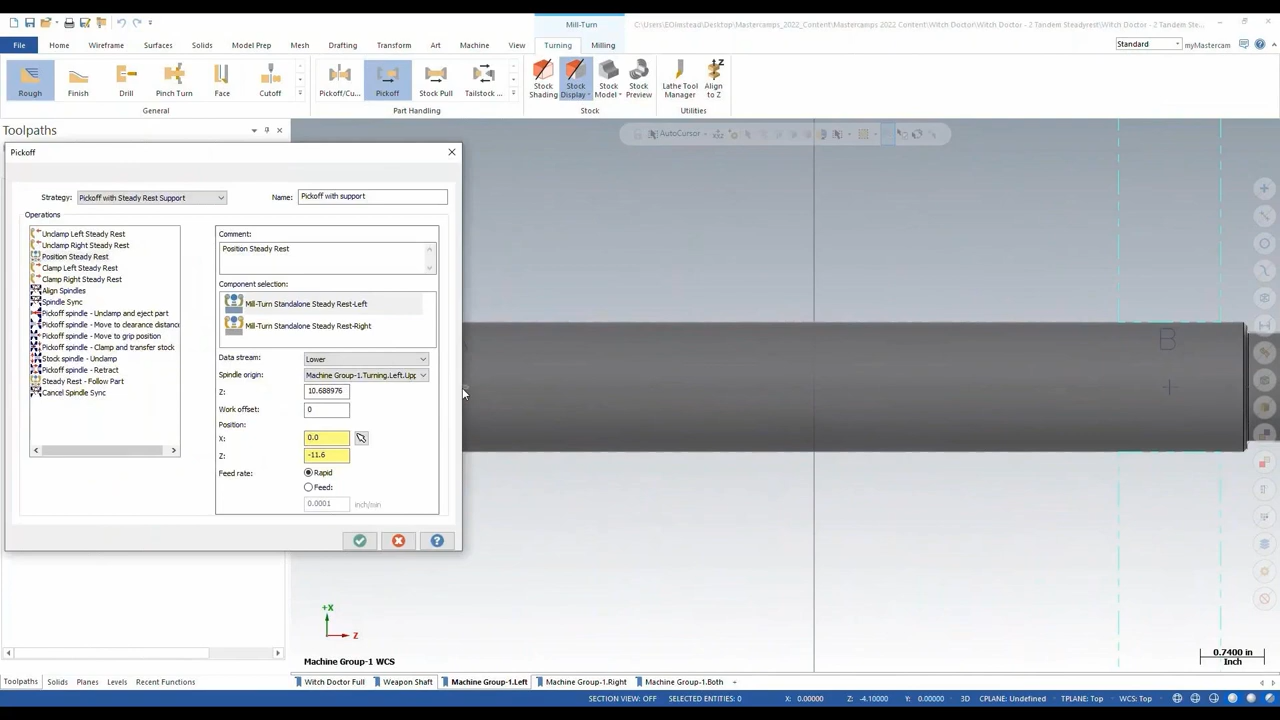 Mill-Turn
C:\Users\EOlmstead\Desktop\Mastercamps_2022_Content\Mastercamps 2022 Content\Witch Doctor\Witch Doctor - 2 Tandem Steadyrest\Witch Doctor - 2 Tandem Ste...
File Home Wireframe Surfaces Solids Model Prep Mesh Drafting Transform Art Machine View Turning Milling
Standard
myMastercam
Rough Finish Drill Pinch Turn Face Cutoff
Pickoff/Cu... Pickoff Stock Pull Tailstock ...
Stock Shading Stock Display Stock Model Stock Preview
Lathe Tool Manager Align to Z
General Part Handling Stock Utilities
Toolpaths
AutoCursor
Pickoff
Strategy: Pickoff with Steady Rest Support
Name: Pickoff with support
Operations
Unclamp Left Steady Rest
Unclamp Right Steady Rest
Position Steady Rest
Clamp Left Steady Rest
Clamp Right Steady Rest
Align Spindles
Spindle Sync
Pickoff spindle - Unclamp and eject part
Pickoff spindle - Move to clearance distanc
Pickoff spindle - Move to grip position
Pickoff spindle - Clamp and transfer stock
Stock spindle - Unclamp
Pickoff spindle - Retract
Steady Rest - Follow Part
Cancel Spindle Sync
Comment:
Position Steady Rest
Component selection:
Mill-Turn Standalone Steady Rest-Left
Mill-Turn Standalone Steady Rest-Right
Data stream: Lower
Spindle origin: Machine Group-1.Turning.Left.Upp
Z: 10.688976
Work offset: 0
Position:
X: 0.0
Z: -11.6
Feed rate: Rapid
Feed:
0.0001 inch/min
B
+X
Z
Machine Group-1 WCS
0.7400 in
Inch
Toolpaths Solids Planes Levels Recent Functions
Witch Doctor Full Weapon Shaft Machine Group-1.Left Machine Group-1.Right Machine Group-1.Both +
SECTION VIEW: OFF SELECTED ENTITIES: 0 X: 0.00000 Z: -4.10000 Y: 0.00000 3D CPLANE: Undefined TPLANE: Top WCS: Top